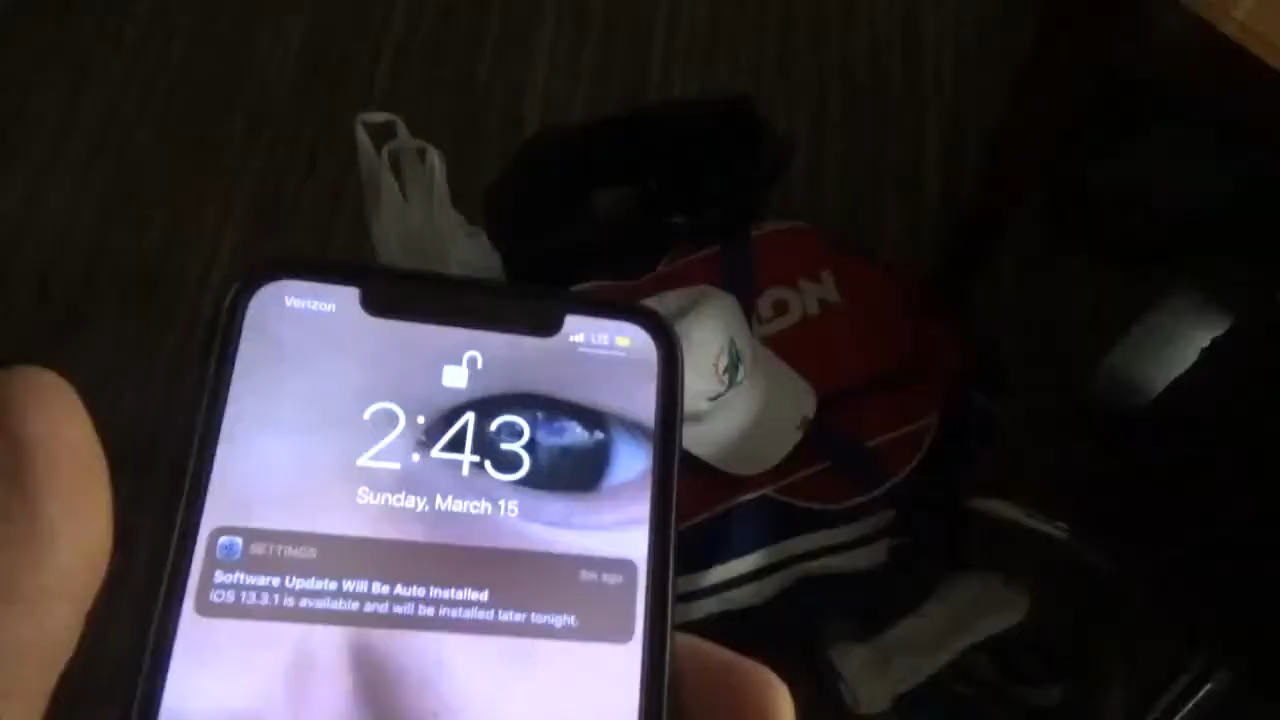 Verizon
LTE
2:43
Sunday, March 15
SETTINGS
Software Update Will Be Auto Installed
iOS 13.3.1 is available and will be installed later tonight.